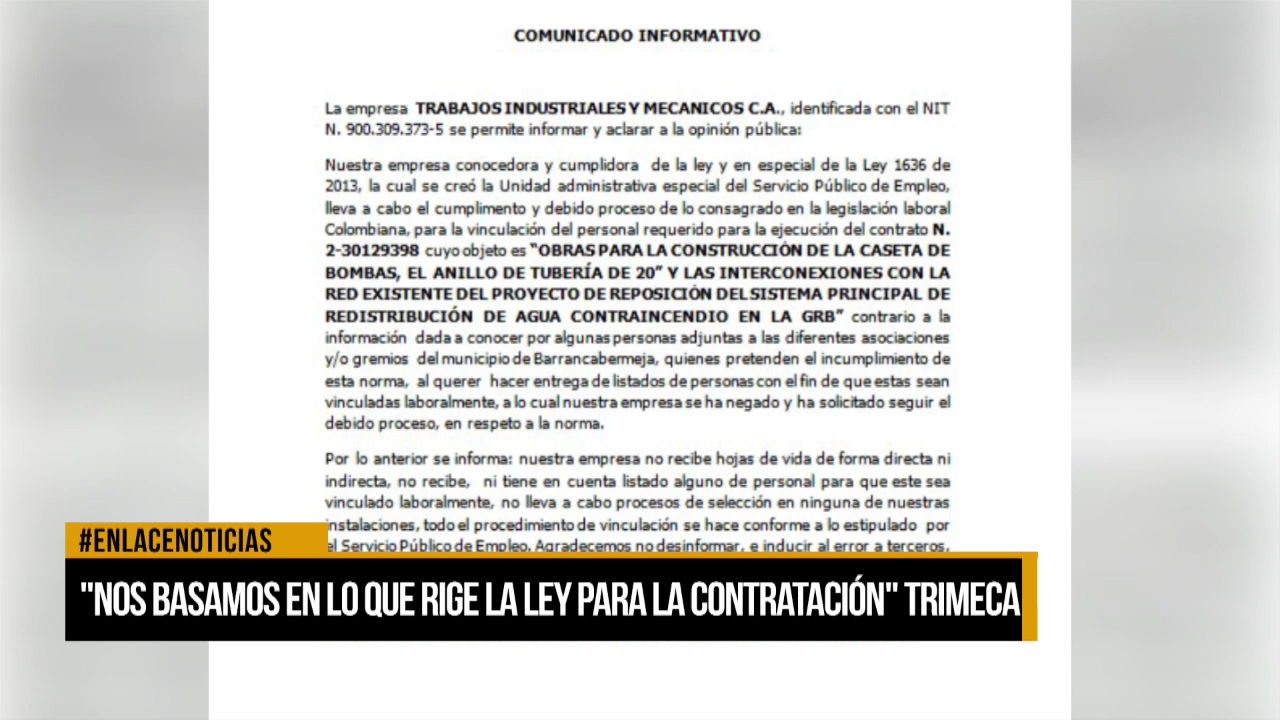 COMUNICADO INFORMATIVO
La empresa TRABAJOS INDUSTRIALES Y MECANICOS C.A., identificada con el NIT
N. 900.309.373-5 se permite informar y aclarar a la opinión pública:
Nuestra empresa conocedora y cumplidora de la ley y en especial de la Ley 1636 de
2013, la cual se creó la Unidad administrativa especial del Servicio Público de Empleo,
lleva a cabo el cumplimento y debido proceso de lo consagrado en la legislación laboral
Colombiana, para la vinculación del personal requerido para la ejecución del contrato N.
2-30129398 cuyo objeto es "OBRAS PARA LA CONSTRUCCIÓN DE LA CASETA DE
BOMBAS, EL ANILLO DE TUBERÍA DE 20" Y LAS INTERCONEXIONES CON LA
RED EXISTENTE DEL PROYECTO DE REPOSICIÓN DEL SISTEMA PRINCIPAL DE
REDISTRIBUCIÓN DE AGUA CONTRAINCENDIO EN LA GRB" contrario a la
información dada a conocer por algunas personas adjuntas a las diferentes asociaciones
y/o gremios del municipio de Barrancabermeja, quienes pretenden el incumplimiento de
esta norma, al querer hacer entrega de listados de personas con el fin de que estas sean
vinculadas laboralmente, a lo cual nuestra empresa se ha negado y ha solicitado seguir el
debido proceso, en respeto a la norma.
Por lo anterior se informa: nuestra empresa no recibe hojas de vida de forma directa ni
indirecta, no recibe, ni tiene en cuenta listado alguno de personal para que este sea
vinculado laboralmente, no lleva a cabo procesos de selección en ninguna de nuestras
instalaciones, todo el procedimiento de vinculación se hace conforme a lo estipulado por
el Servicio Público de Empleo. Agradecemos no desinformar, e inducir al error a terceros,
#ENLACENOTICIAS
"NOS BASAMOS EN LO QUE RIGE LA LEY PARA LA CONTRATACIÓN" TRIMECA